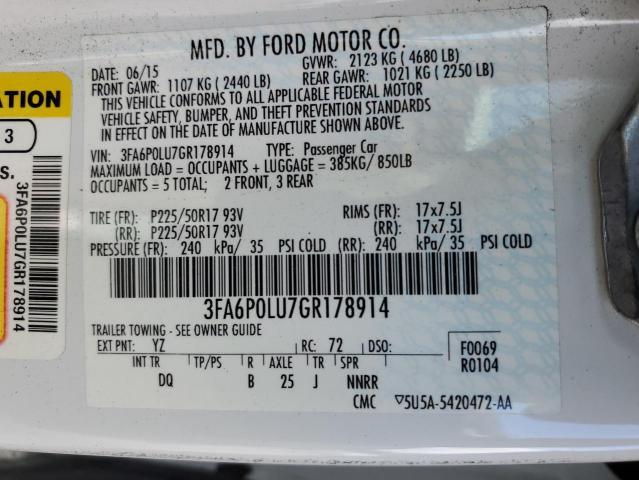 MFD. BY FORD MOTOR CO.
DATE: 06/15 GVWR: 2123 KG ( 4680 LB)
FRONT GAWR: 1107 KG ( 2440 LB) REAR GAWR: 1021 KG ( 2250 LB)
THIS VEHICLE CONFORMS TO ALL APPLICABLE FEDERAL MOTOR
VEHICLE SAFETY, BUMPER, AND THEFT PREVENTION STANDARDS
IN EFFECT ON THE DATE OF MANUFACTURE SHOWN ABOVE.
VIN: 3FA6P0LU7GR178914 TYPE: Passenger Car
MAXIMUM LOAD = OCCUPANTS + LUGGAGE = 385KG/ 850LB
OCCUPANTS = 5 TOTAL; 2 FRONT, 3 REAR
TIRE (FR): P225/50R17 93V RIMS (FR): 17x7.5J
(RR): P225/50R17 93V (RR): 17x7.5J
PRESSURE (FR): 240 kPa/ 35 PSI COLD (RR): 240 kPa/ 35 PSI COLD
3FA6P0LU7GR178914
TRAILER TOWING - SEE OWNER GUIDE
EXT PNT: YZ RC: 72 DSO: F0069
INT TR TP/PS R AXLE TR SPR R0104
DQ B 25 J NNRR
CMC ▽5U5A-5420472-AA
ATION
3
S.
3FA6P0LU7GR178914